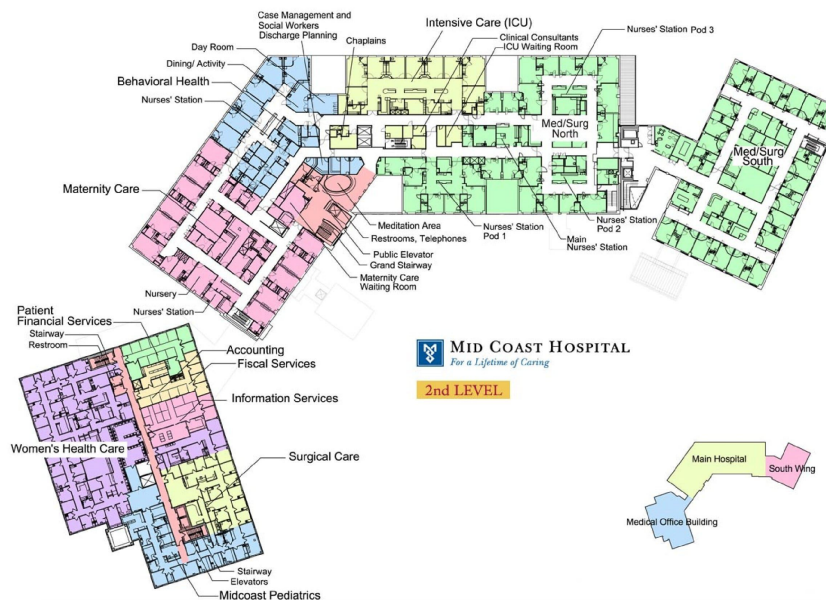 Case Management and
Social Workers
Discharge Planning
Chaplains
Intensive Care (ICU)
Clinical Consultants
ICU Waiting Room
Nurses' Station Pod 3
Day Room
Dining/ Activity
Behavioral Health
Nurses' Station
Med/Surg
North
Med/Surg
South
Maternity Care
Nurses' Station
Pod 1
Main
Nurses' Station
Nurses' Station
Pod 2
Meditation Area
Restrooms, Telephones
Public Elevator
Grand Stairway
Maternity Care
Waiting Room
Nursery
Nurses' Station
Patient
Financial Services
Stairway
Restroom
Accounting
Fiscal Services
Information Services
Women's Health Care
Surgical Care
Stairway
Elevators
Midcoast Pediatrics
MID COAST HOSPITAL
For a Lifetime of Caring
2nd LEVEL
Main Hospital
South Wing
Medical Office Building